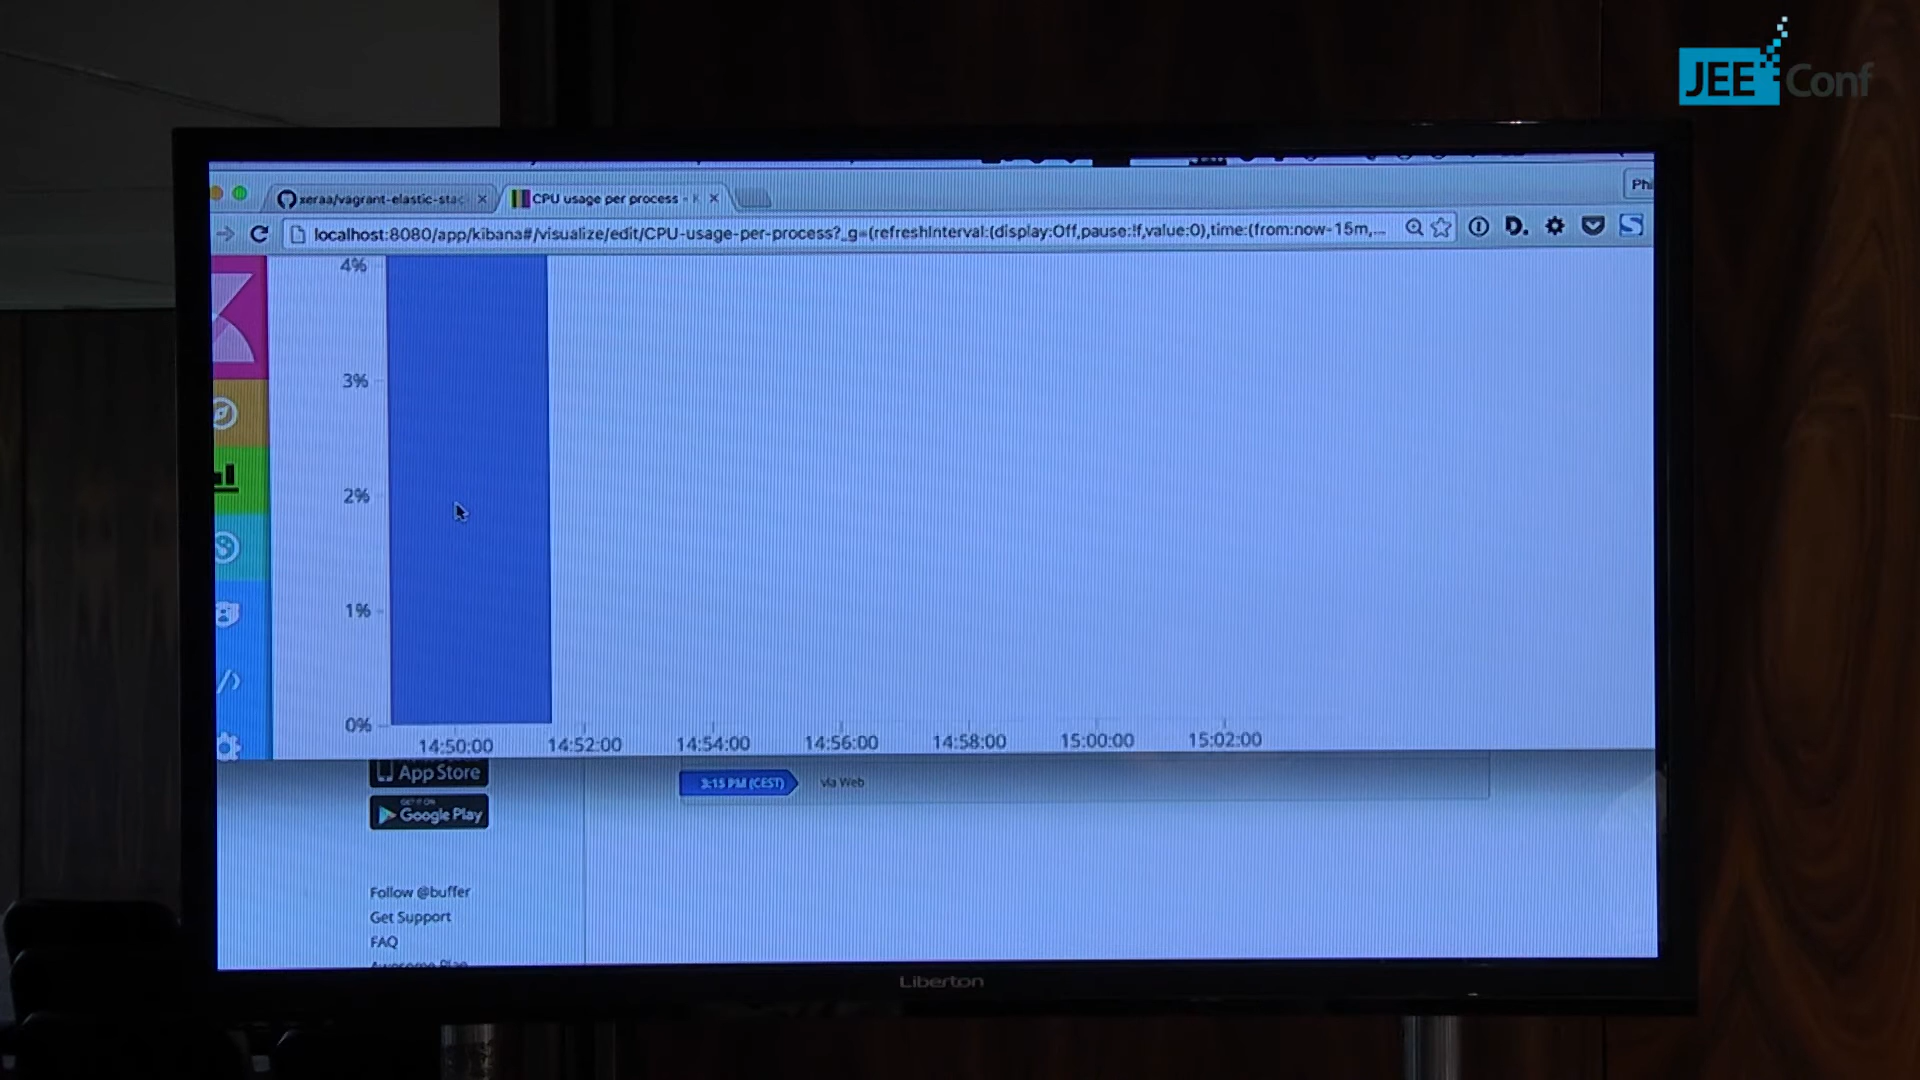 JEE Conf
Phi
xeraa/vagrant-elastic-stac
CPU usage per process - K
localhost:8080/app/kibana#/visualize/edit/CPU-usage-per-process?_g=(refreshInterval:(display:Off,pause:!f,value:0),time:(from:now-15m,...
4%
3%
2%
1%
0%
14:50:00 14:52:00 14:54:00 14:56:00 14:58:00 15:00:00 15:02:00
App Store
3:15 PM (CEST) via Web
GET IT ON
Google Play
Follow @buffer
Get Support
FAQ
Liberton